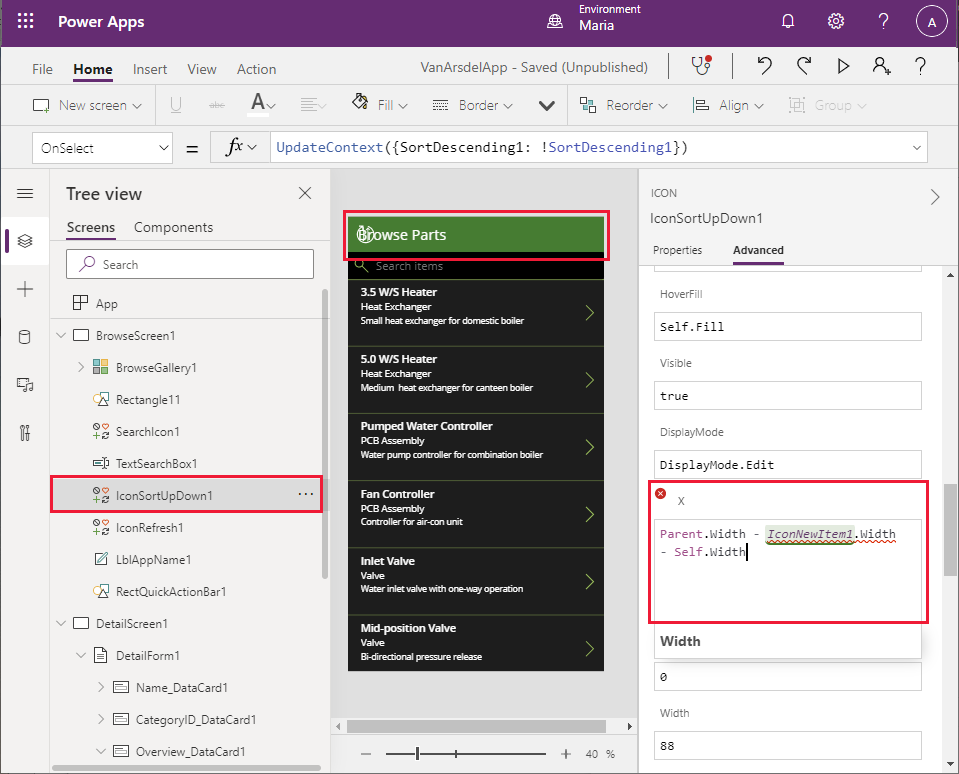 Power Apps
Environment
Maria
A
File
Home
Insert
View
Action
VanArsdelApp - Saved (Unpublished)
New screen
U
abc
A
Fill
Border
Reorder
Align
Group
OnSelect
=
fx
UpdateContext({SortDescending1: !SortDescending1})
Tree view
Screens
Components
Search
App
BrowseScreen1
BrowseGallery1
Rectangle11
SearchIcon1
TextSearchBox1
IconSortUpDown1
IconRefresh1
LblAppName1
RectQuickActionBar1
DetailScreen1
DetailForm1
Name_DataCard1
CategoryID_DataCard1
Overview_DataCard1
Browse Parts
Search items
3.5 W/S Heater
Heat Exchanger
Small heat exchanger for domestic boiler
5.0 W/S Heater
Heat Exchanger
Medium heat exchanger for canteen boiler
Pumped Water Controller
PCB Assembly
Water pump controller for combination boiler
Fan Controller
PCB Assembly
Controller for air-con unit
Inlet Valve
Valve
Water inlet valve with one-way operation
Mid-position Valve
Valve
Bi-directional pressure release
40 %
ICON
IconSortUpDown1
Properties
Advanced
HoverFill
Self.Fill
Visible
true
DisplayMode
DisplayMode.Edit
X
Parent.Width - IconNewItem1.Width
- Self.Width
Width
0
Width
88